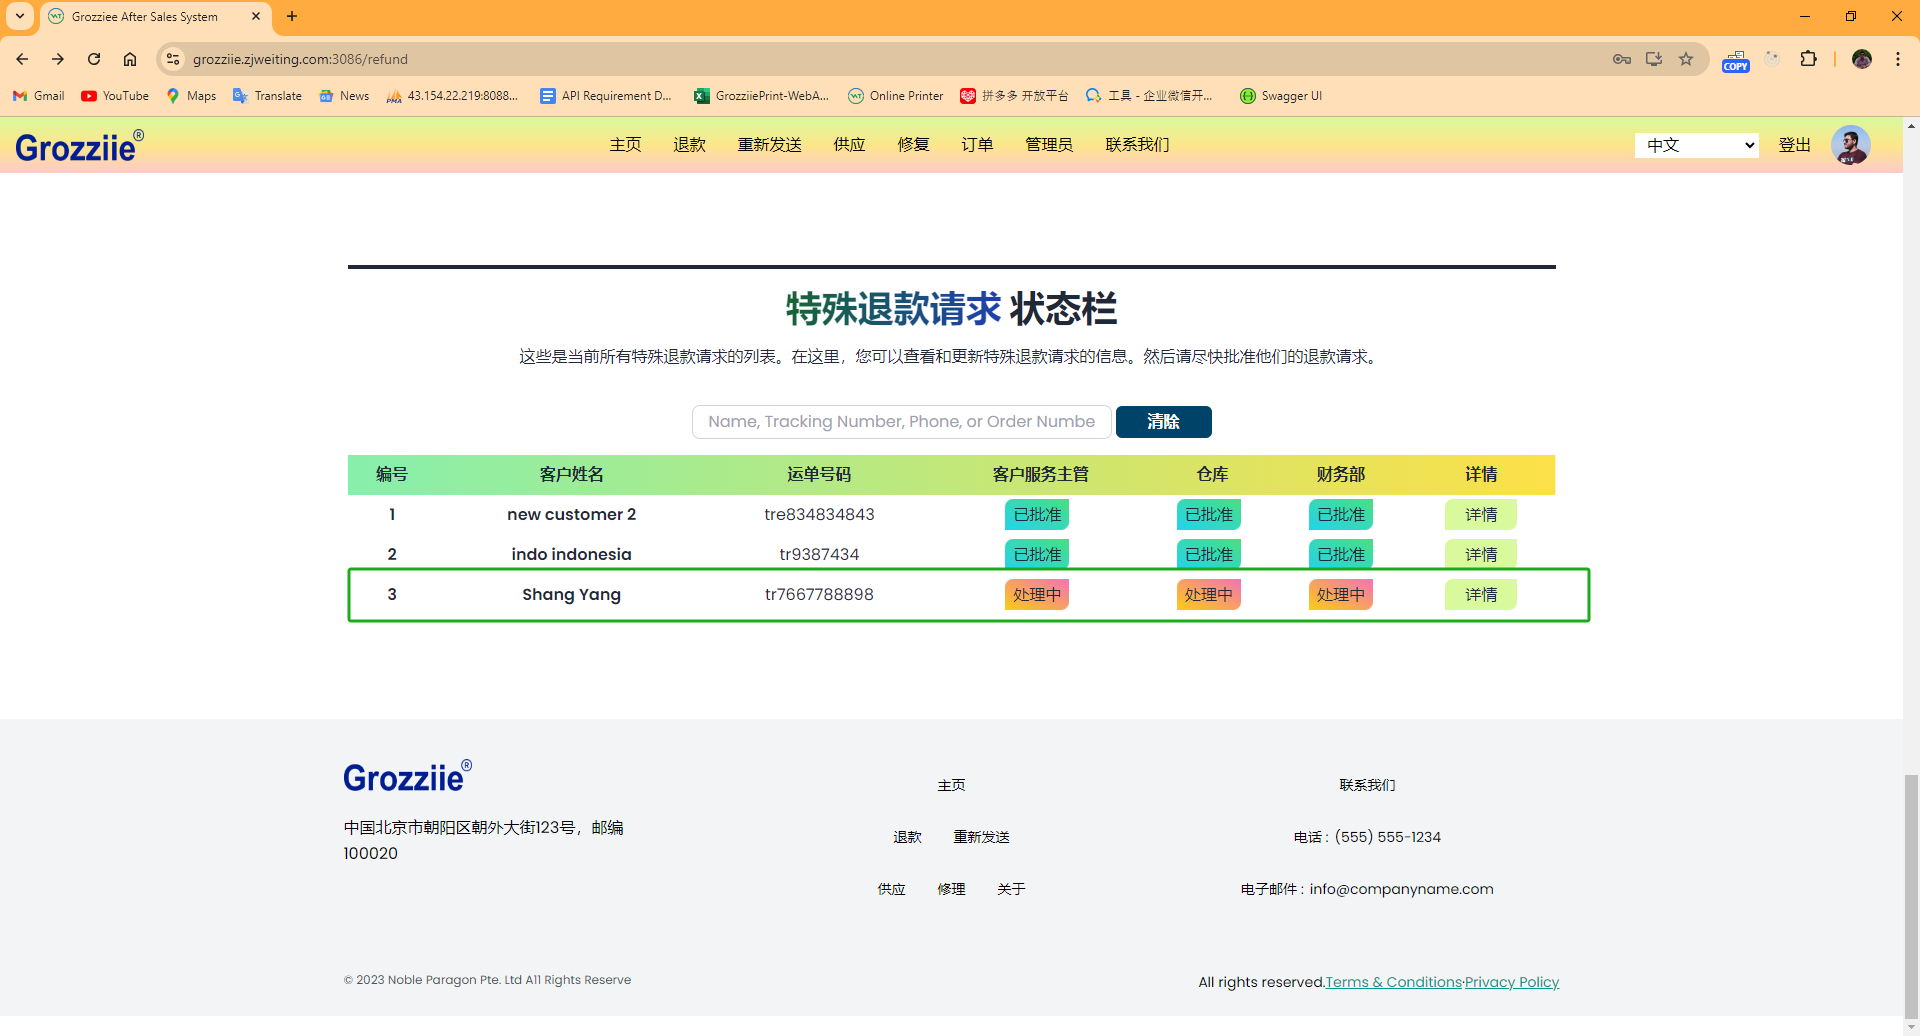 Grozziee After Sales System
grozziie.zjweiting.com:3086/refund
COPY
Gmail YouTube Maps Translate News 43.154.22.219:8088... API Requirement D... GrozziiePrint-WebA... Online Printer 拼多多 开放平台 工具 - 企业微信开... Swagger UI
Grozziie® 主页 退款 重新发送 供应 修复 订单 管理员 联系我们 中文 登出
特殊退款请求 状态栏
这些是当前所有特殊退款请求的列表。在这里，您可以查看和更新特殊退款请求的信息。然后请尽快批准他们的退款请求。
Name, Tracking Number, Phone, or Order Numbe 清除
编号 客户姓名 运单号码 客户服务主管 仓库 财务部 详情
1 new customer 2 tre834834843 已批准 已批准 已批准 详情
2 indo indonesia tr9387434 已批准 已批准 已批准 详情
3 Shang Yang tr7667788898 处理中 处理中 处理中 详情
Grozziie®
中国北京市朝阳区朝外大街123号，邮编
100020
主页
退款 重新发送
供应 修理 关于
联系我们
电话 : (555) 555-1234
电子邮件 : info@companyname.com
© 2023 Noble Paragon Pte. Ltd A11 Rights Reserve
All rights reserved.Terms & Conditions·Privacy Policy